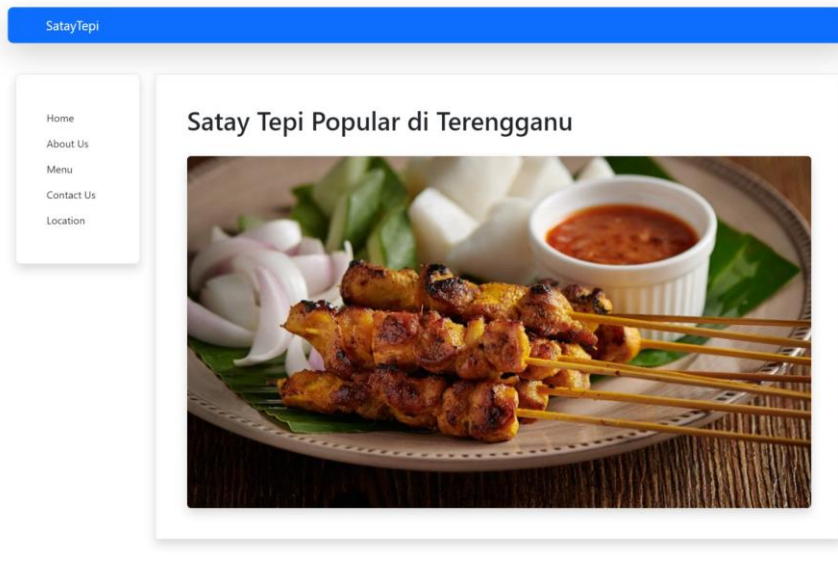 SatayTepi
Home
About Us
Menu
Contact Us
Location
Satay Tepi Popular di Terengganu